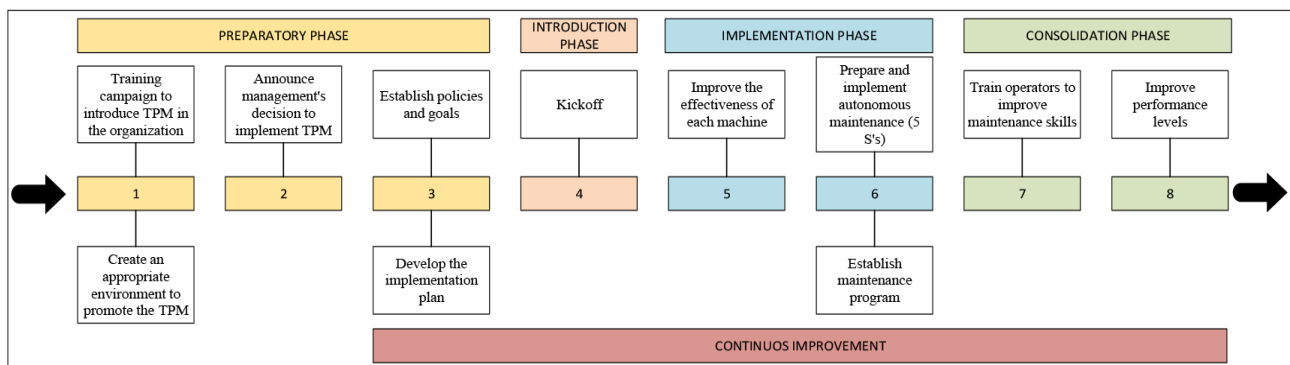 PREPARATORY PHASE
INTRODUCTION
PHASE
IMPLEMENTATION PHASE
CONSOLIDATION PHASE
Training
campaign to
introduce TPM in
the organization
Announce
management's
decision to
implement TPM
Establish policies
and goals
Kickoff
Improve the
effectiveness of
each machine
Prepare and
implement
autonomous
maintenance (5
S's)
Train operators to
improve
maintenance skills
Improve
performance
levels
1
2
3
4
5
6
7
8
Create an
appropriate
environment to
promote the TPM
Develop the
implementation
plan
Establish
maintenance
program
CONTINUOS IMPROVEMENT